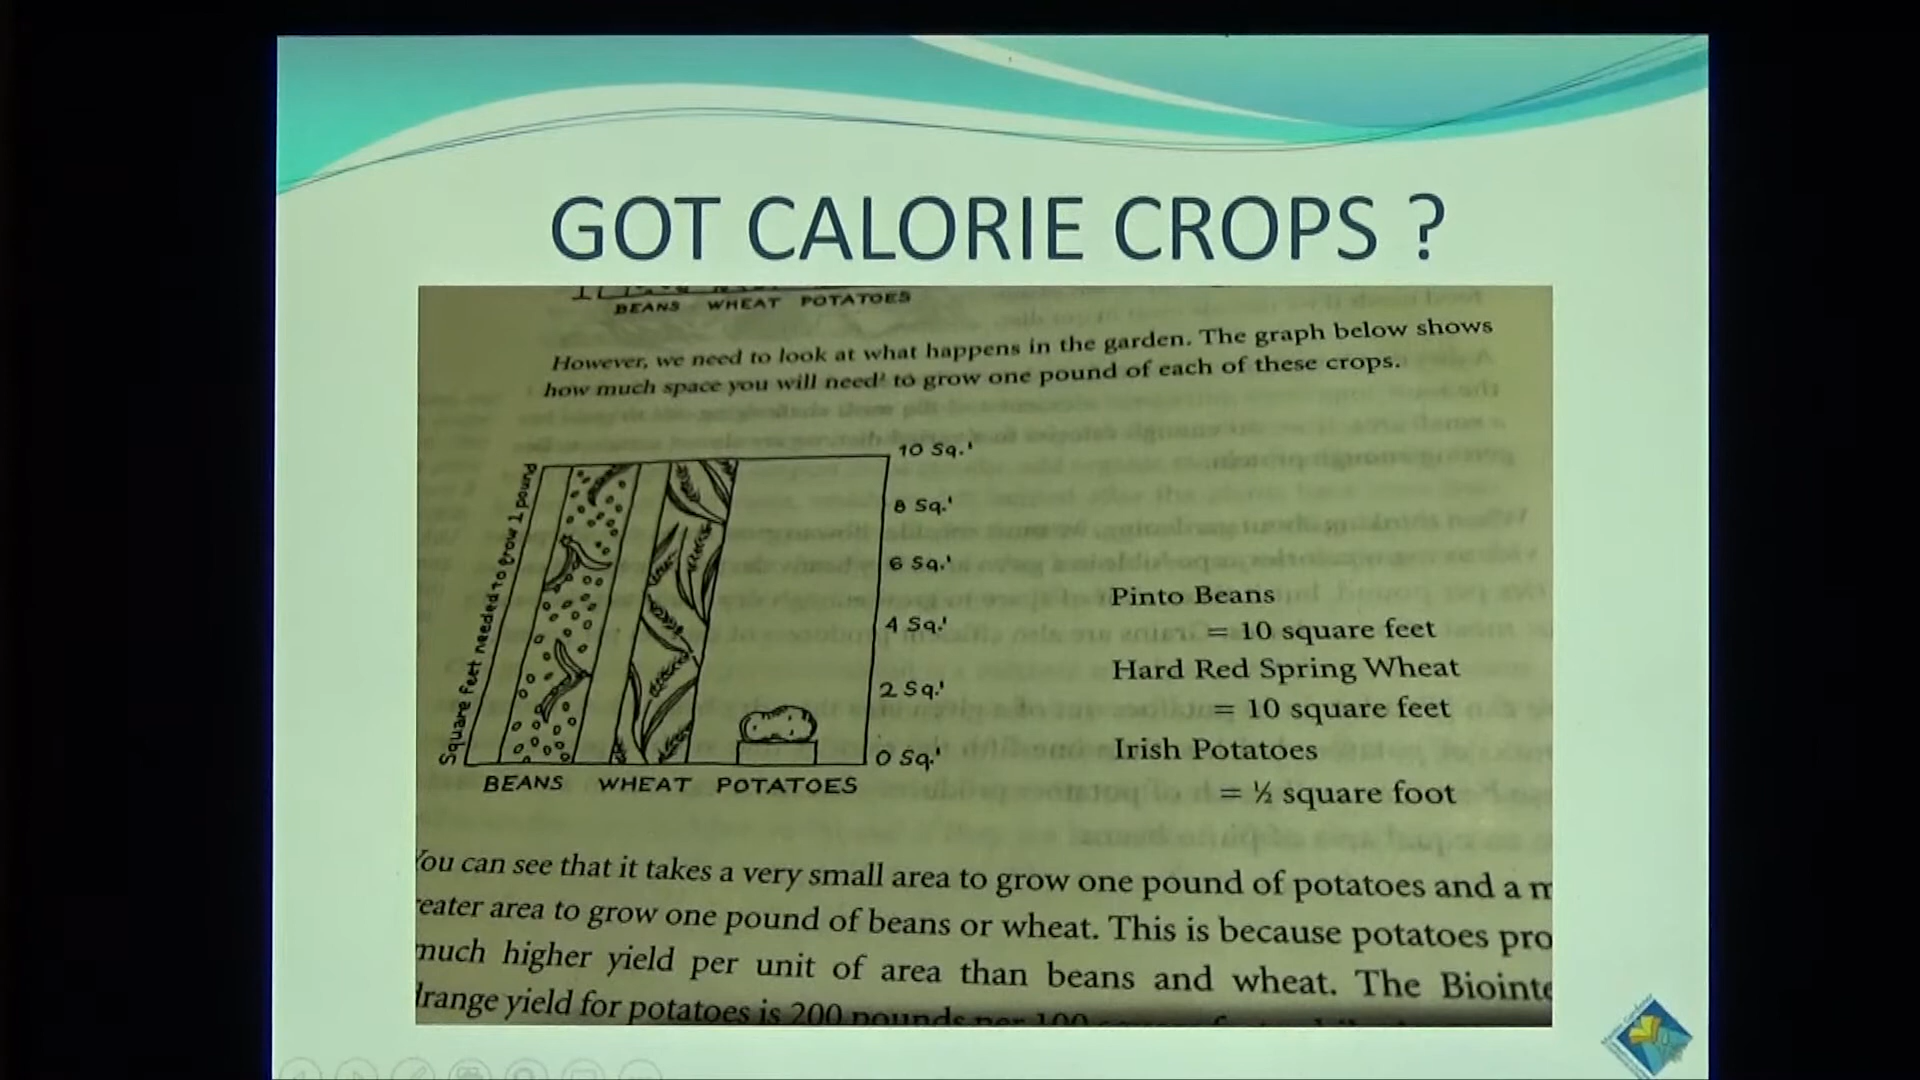 GOT CALORIE CROPS ?
BEANS WHEAT POTATOES
However, we need to look at what happens in the garden. The graph below shows
how much space you will need² to grow one pound of each of these crops.
Square feet needed to grow 1 pound
10 Sq.'
8 Sq.'
6 Sq.'
4 Sq.'
2 Sq.'
0 Sq.'
BEANS WHEAT POTATOES
Pinto Beans
= 10 square feet
Hard Red Spring Wheat
= 10 square feet
Irish Potatoes
= ½ square foot
You can see that it takes a very small area to grow one pound of potatoes and a m
eater area to grow one pound of beans or wheat. This is because potatoes pro
much higher yield per unit of area than beans and wheat. The Biointe
drange yield for potatoes is 200 pounds per 100